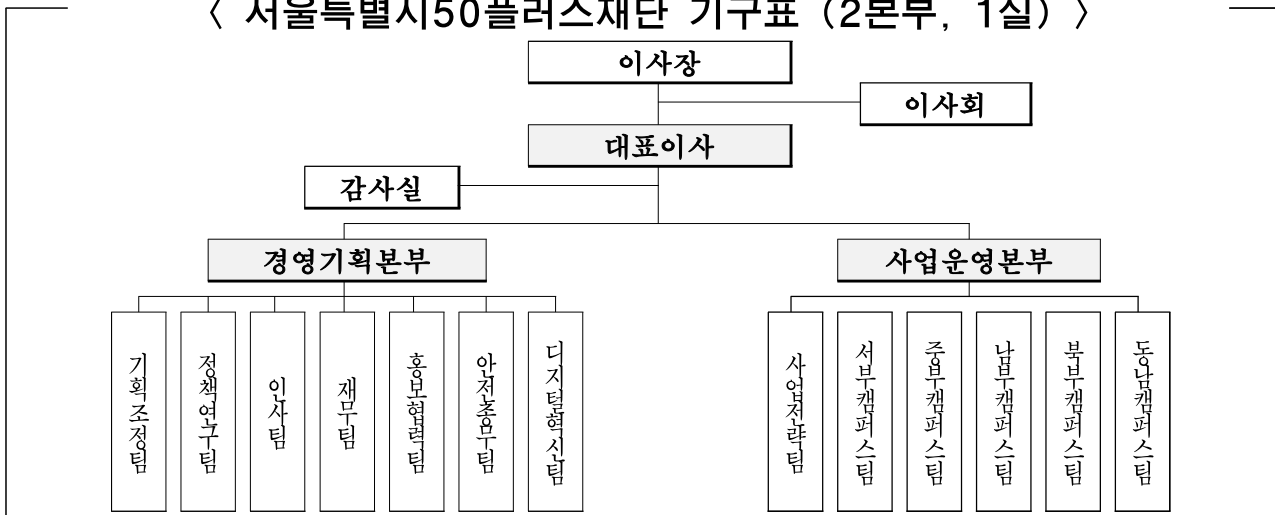 〈 서울특별시50플러스재단 기구표 (2본부, 1실) 〉
이사장
이사회
대표이사
감사실
경영기획본부
사업운영본부
기획조정팀
정책연구팀
인사팀
재무팀
홍보협력팀
안전총무팀
디지털혁신팀
사업전략팀
서부캠퍼스팀
중부캠퍼스팀
남부캠퍼스팀
북부캠퍼스팀
동남캠퍼스팀